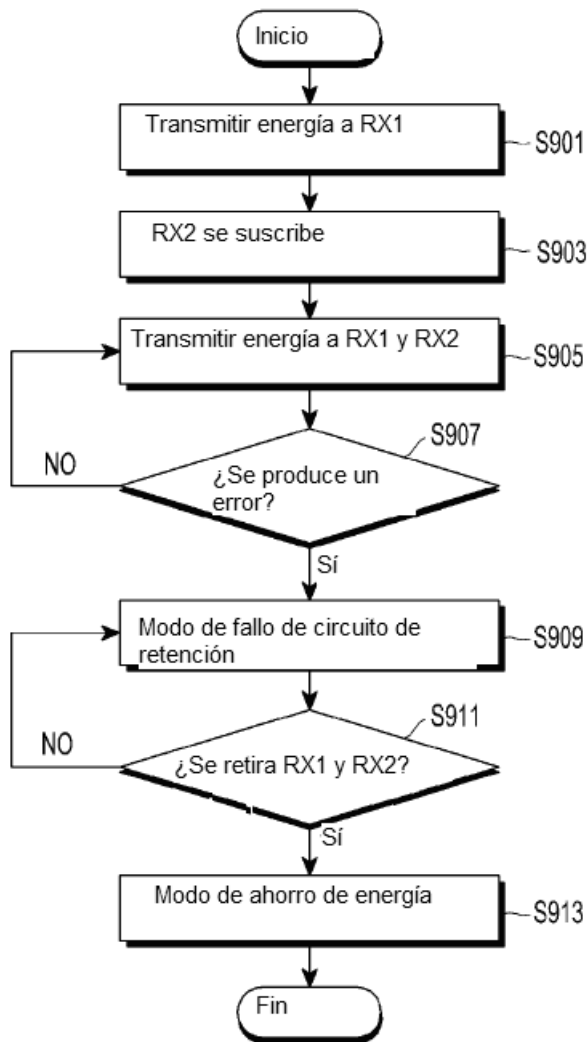 Inicio
Transmitir energía a RX1
S901
RX2 se suscribe
S903
Transmitir energía a RX1 y RX2
S905
S907
¿Se produce un
error?
NO
Sí
Modo de fallo de circuito de
retención
S909
S911
¿Se retira RX1 y RX2?
NO
Sí
Modo de ahorro de energía
S913
Fin